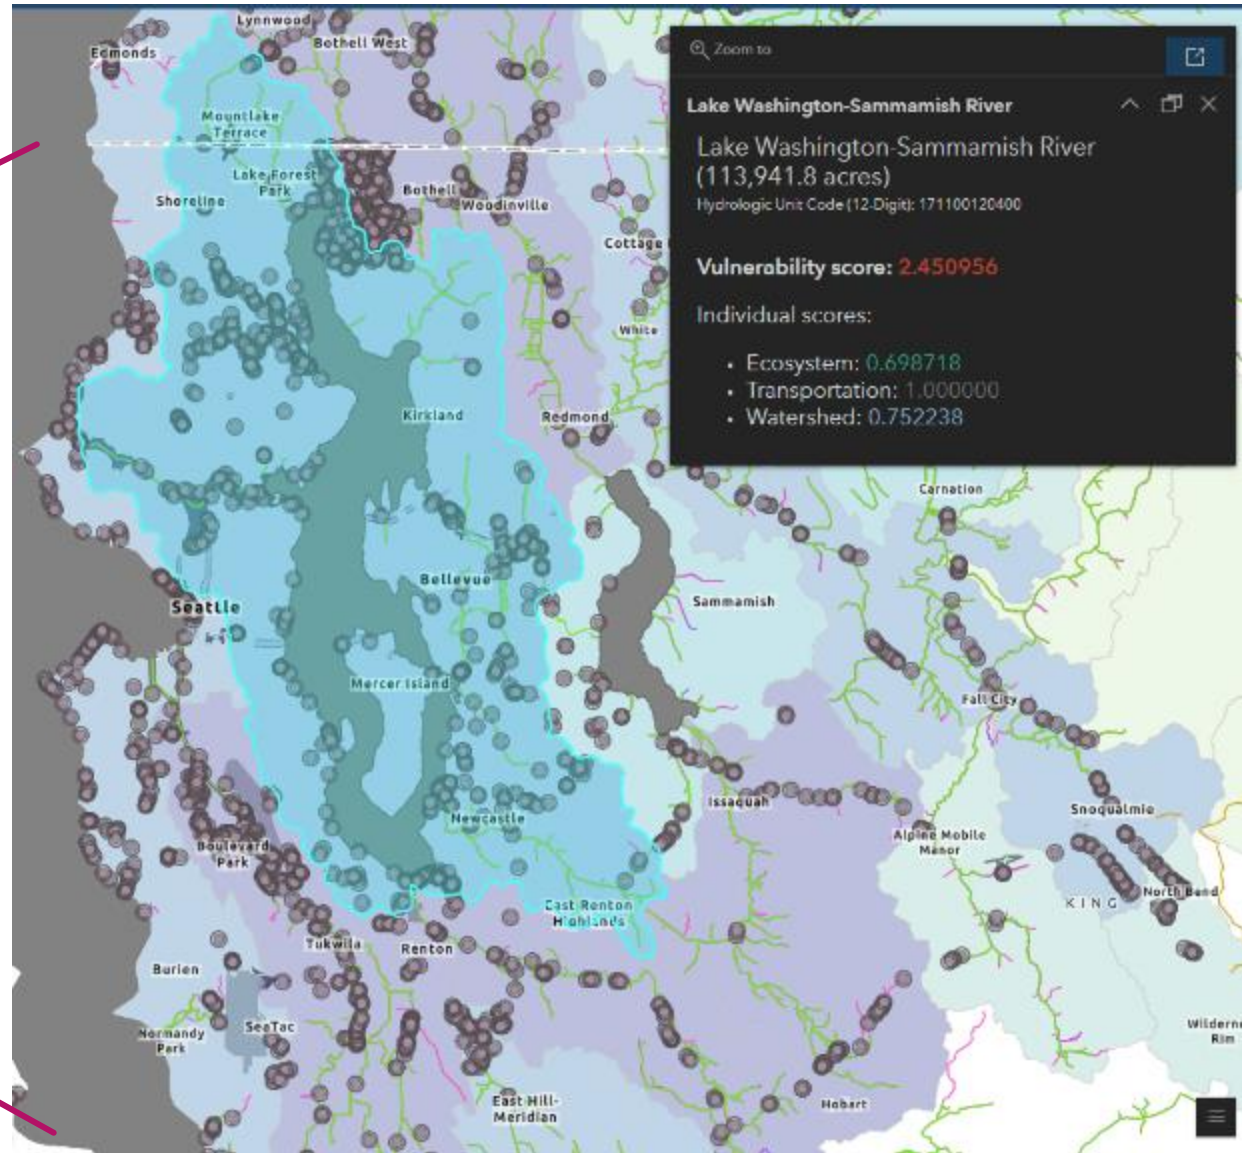 Lynnwood
Edmonds
Bothell West
Mountlake
Terrace
Lake Forest
Park
Shoreline
Bothell
Woodinville
Cottage
White
Kirkland
Redmond
Carnation
Seattle
Bellevue
Sammamish
Mercer Island
Fall City
Newcastle
Issaquah
Snoqualmie
Boulevard
Park
Alpine Mobile
Manor
North Bend
KING
East Renton
Highlands
Tukwila
Renton
Burien
Normandy
Park
SeaTac
Rim
East Hill-
Meridian
Hobart
Zoom to
Lake Washington-Sammamish River
Lake Washington-Sammamish River
(113,941.8 acres)
Hydrologic Unit Code (12-Digit): 171100120400
Vulnerability score: 2.450956
Individual scores:
• Ecosystem: 0.698718
• Transportation: 1.000000
• Watershed: 0.752238